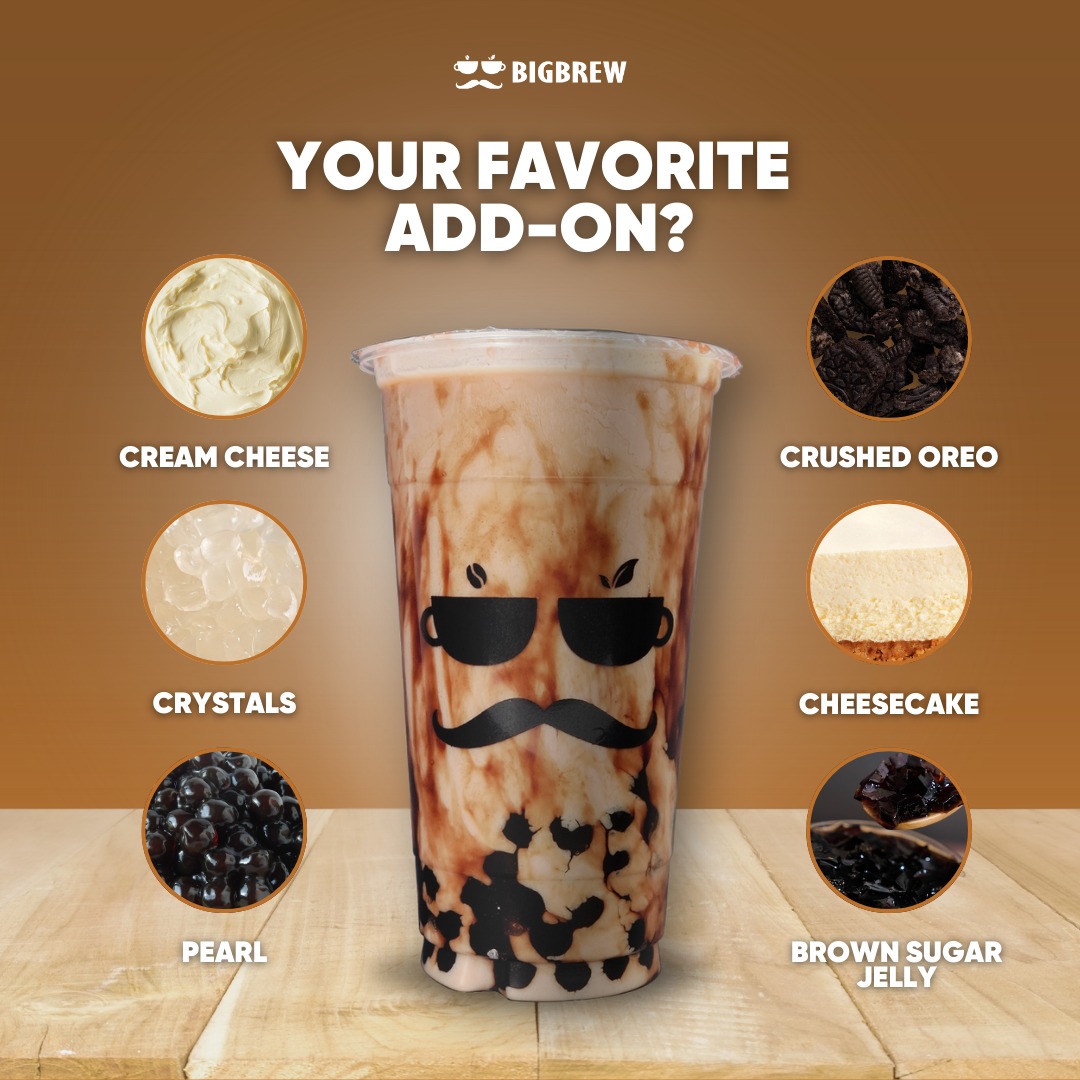 BIGBREW
YOUR FAVORITE
ADD-ON?
CREAM CHEESE
CRUSHED OREO
CRYSTALS
CHEESECAKE
PEARL
BROWN SUGAR
JELLY